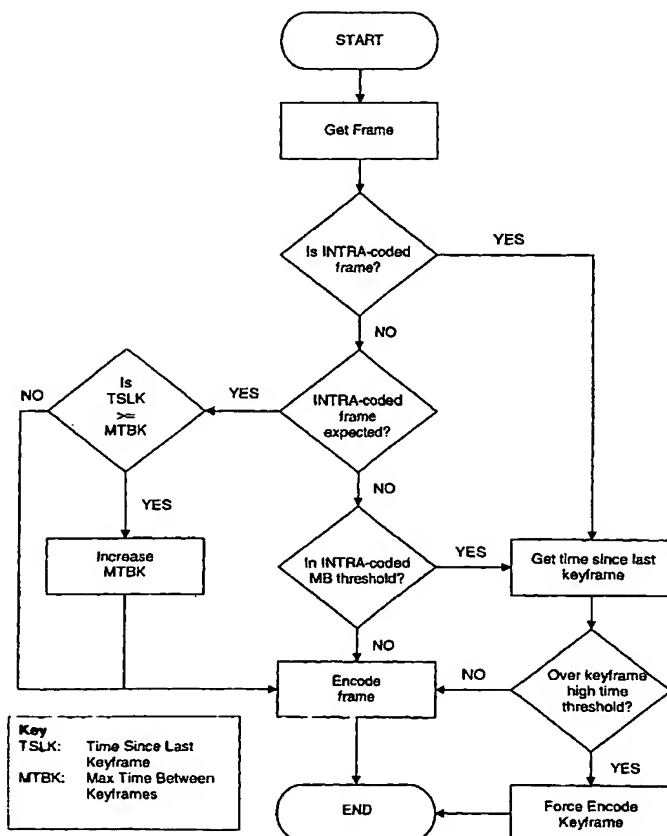 START
Get Frame
Is INTRA-coded
frame?
YES
NO
Is
TSLK
>=
MTBK
NO
YES
INTRA-coded
frame
expected?
YES
NO
Increase
MTBK
In INTRA-coded
MB threshold?
YES
Get time since last
keyframe
NO
Encode
frame
NO
Over keyframe
high time
threshold?
YES
Key
TSLK: Time Since Last
Keyframe
MTBK: Max Time Between
Keyframes
END
Force Encode
Keyframe